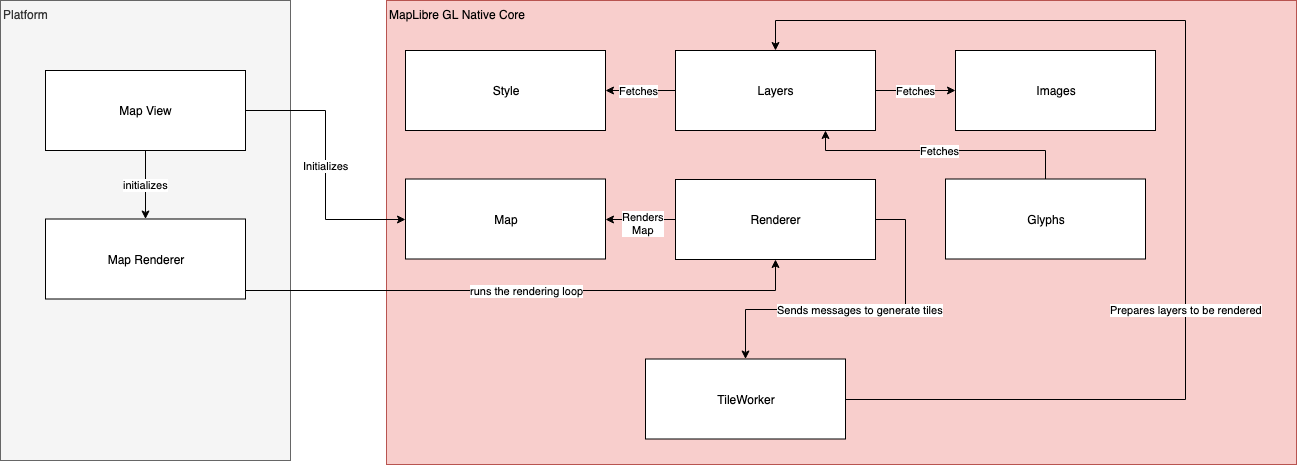 Platform
MapLibre GL Native Core
Map View
Style
Fetches
Layers
Fetches
Images
Fetches
Initializes
initializes
Map
Renders
Map
Renderer
Glyphs
Map Renderer
runs the rendering loop
Sends messages to generate tiles
Prepares layers to be rendered
TileWorker